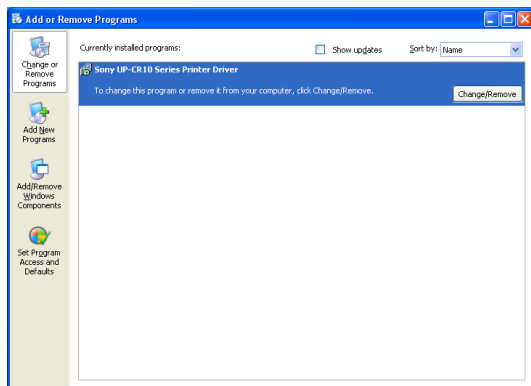 Add or Remove Programs
Change or
Remove
Programs
Currently installed programs:
Show updates
Sort by:
Name
Sony UP-CR10 Series Printer Driver
To change this program or remove it from your computer, click Change/Remove.
Change/Remove
Add New
Programs
Add/Remove
Windows
Components
Set Program
Access and
Defaults